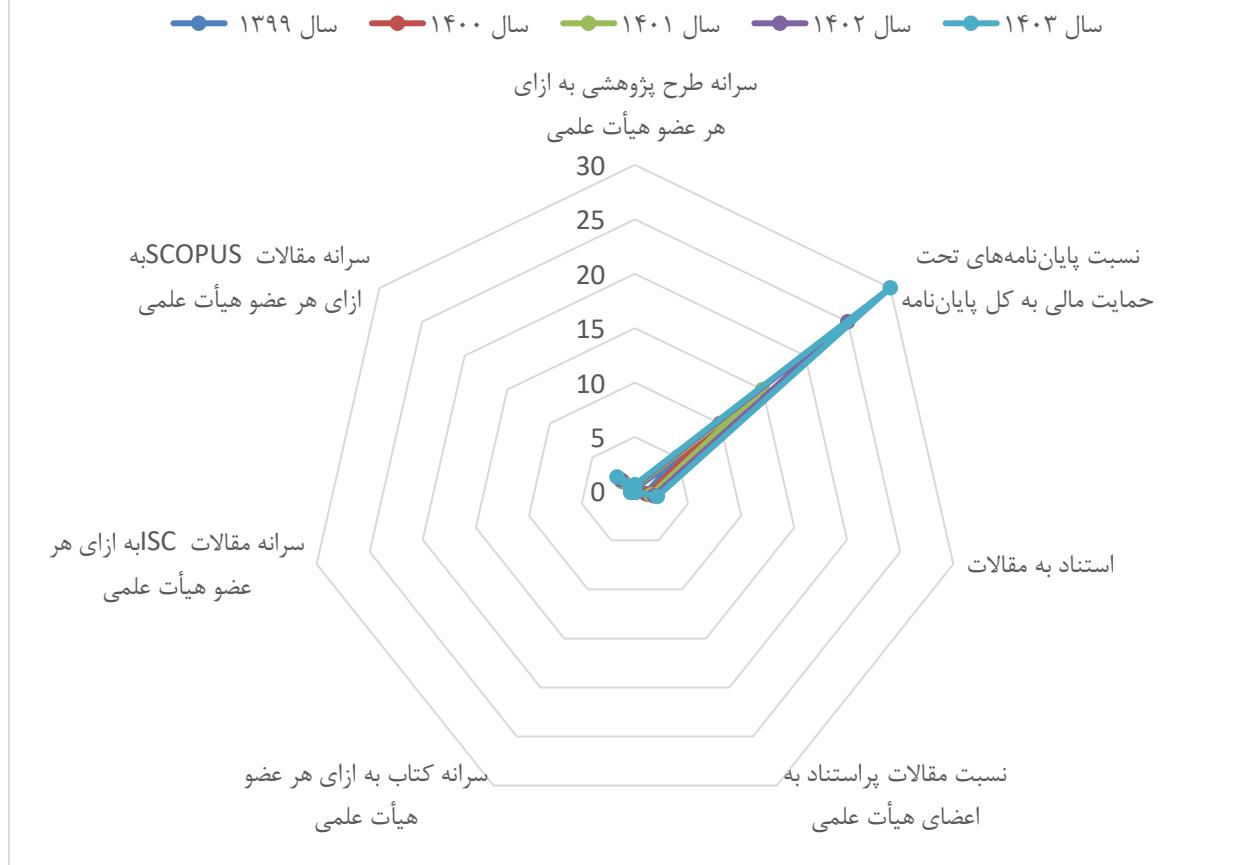 سال ۱۳۹۹ سال ۱۴۰۰ سال ۱۴۰۱ سال ۱۴۰۲ سال ۱۴۰۳
سرانه طرح پژوهشی به ازای
هر عضو هیأت علمی
نسبت پایان‌نامه‌های تحت
حمایت مالی به کل پایان‌نامه
استناد به مقالات
نسبت مقالات پراستناد به
اعضای هیأت علمی
سرانه کتاب به ازای هر عضو
هیأت علمی
سرانه مقالات ISCبه ازای هر
عضو هیأت علمی
سرانه مقالات SCOPUSبه
ازای هر عضو هیأت علمی
30
25
20
15
10
5
0